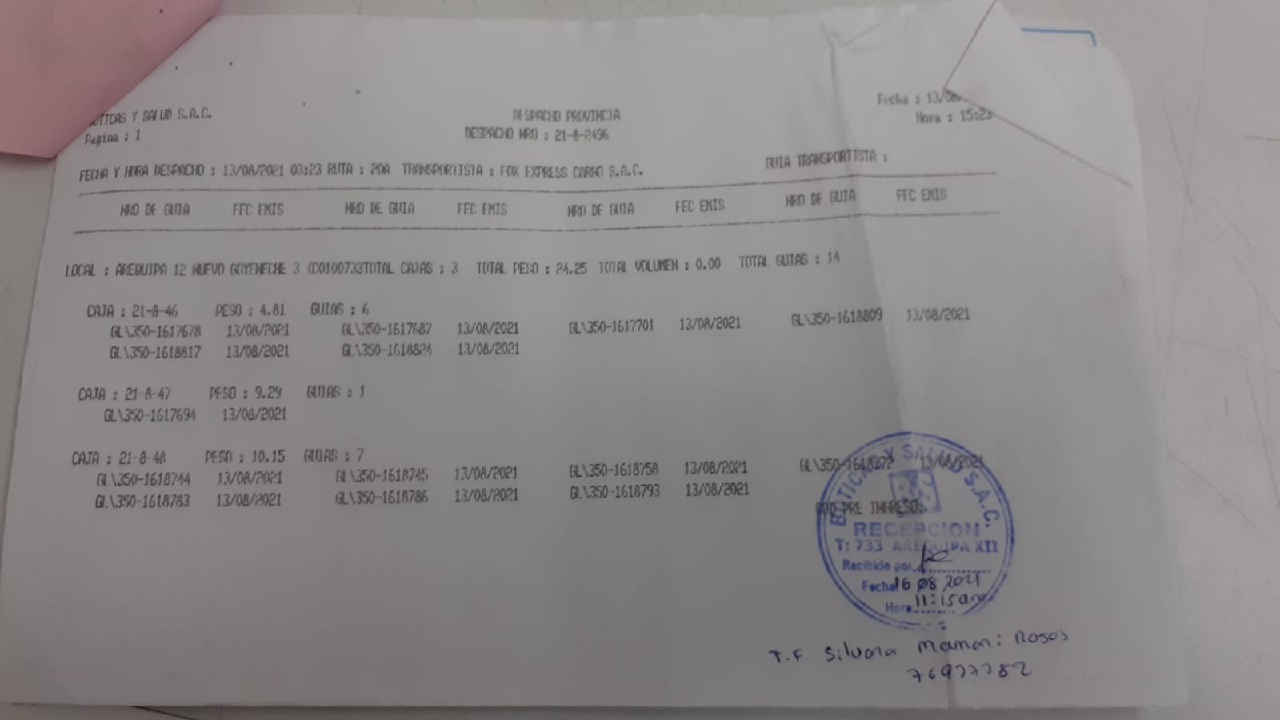 BOTICAS Y SALUD S.A.C.
DESPACHO PROVINCIA
Fecha : 13/08/
Pagina : 1
DESPACHO NRO : 21-8-2496
Hora : 15:23
FECHA Y HORA DESPACHO : 13/08/2021 03:23 RUTA : 20A TRANSPORTISTA : FOX EXPRESS CARGO S.A.C. GUIA TRANSPORTISTA :
NRO DE GUIA FEC EMIS NRO DE GUIA FEC EMIS NRO DE GUIA FEC EMIS NRO DE GUIA FEC EMIS
LOCAL : AREQUIPA 12 NUEVO GOYENECHE 3 (C0100733TOTAL CAJAS : 3 TOTAL PESO : 24.25 TOTAL VOLUMEN : 0.00 TOTAL GUIAS : 14
CAJA : 21-8-46 PESO : 4.81 GUIAS : 6
GL\350-1617678 13/08/2021 GL\350-1617687 13/08/2021 GL\350-1617701 13/08/2021 GL\350-1618809 13/08/2021
GL\350-1618817 13/08/2021 GL\350-1618824 13/08/2021
CAJA : 21-8-47 PESO : 9.29 GUIAS : 1
GL\350-1617694 13/08/2021
CAJA : 21-8-48 PESO : 10.15 GUIAS : 7
GL\350-1618744 13/08/2021 GL\350-1618745 13/08/2021 GL\350-1618758 13/08/2021 13/08/2021
GL\350-1618783 13/08/2021 GL\350-1618786 13/08/2021 GL\350-1618793 13/08/2021
PRE INGRESO:
BOTICAS Y SALUD S.A.C.
RECEPCION
T: 733 AREQUIPA XII
Recibido por
Fecha 16 08 2021
Hora 11:15am
T.F Silvana Mamani Rosas